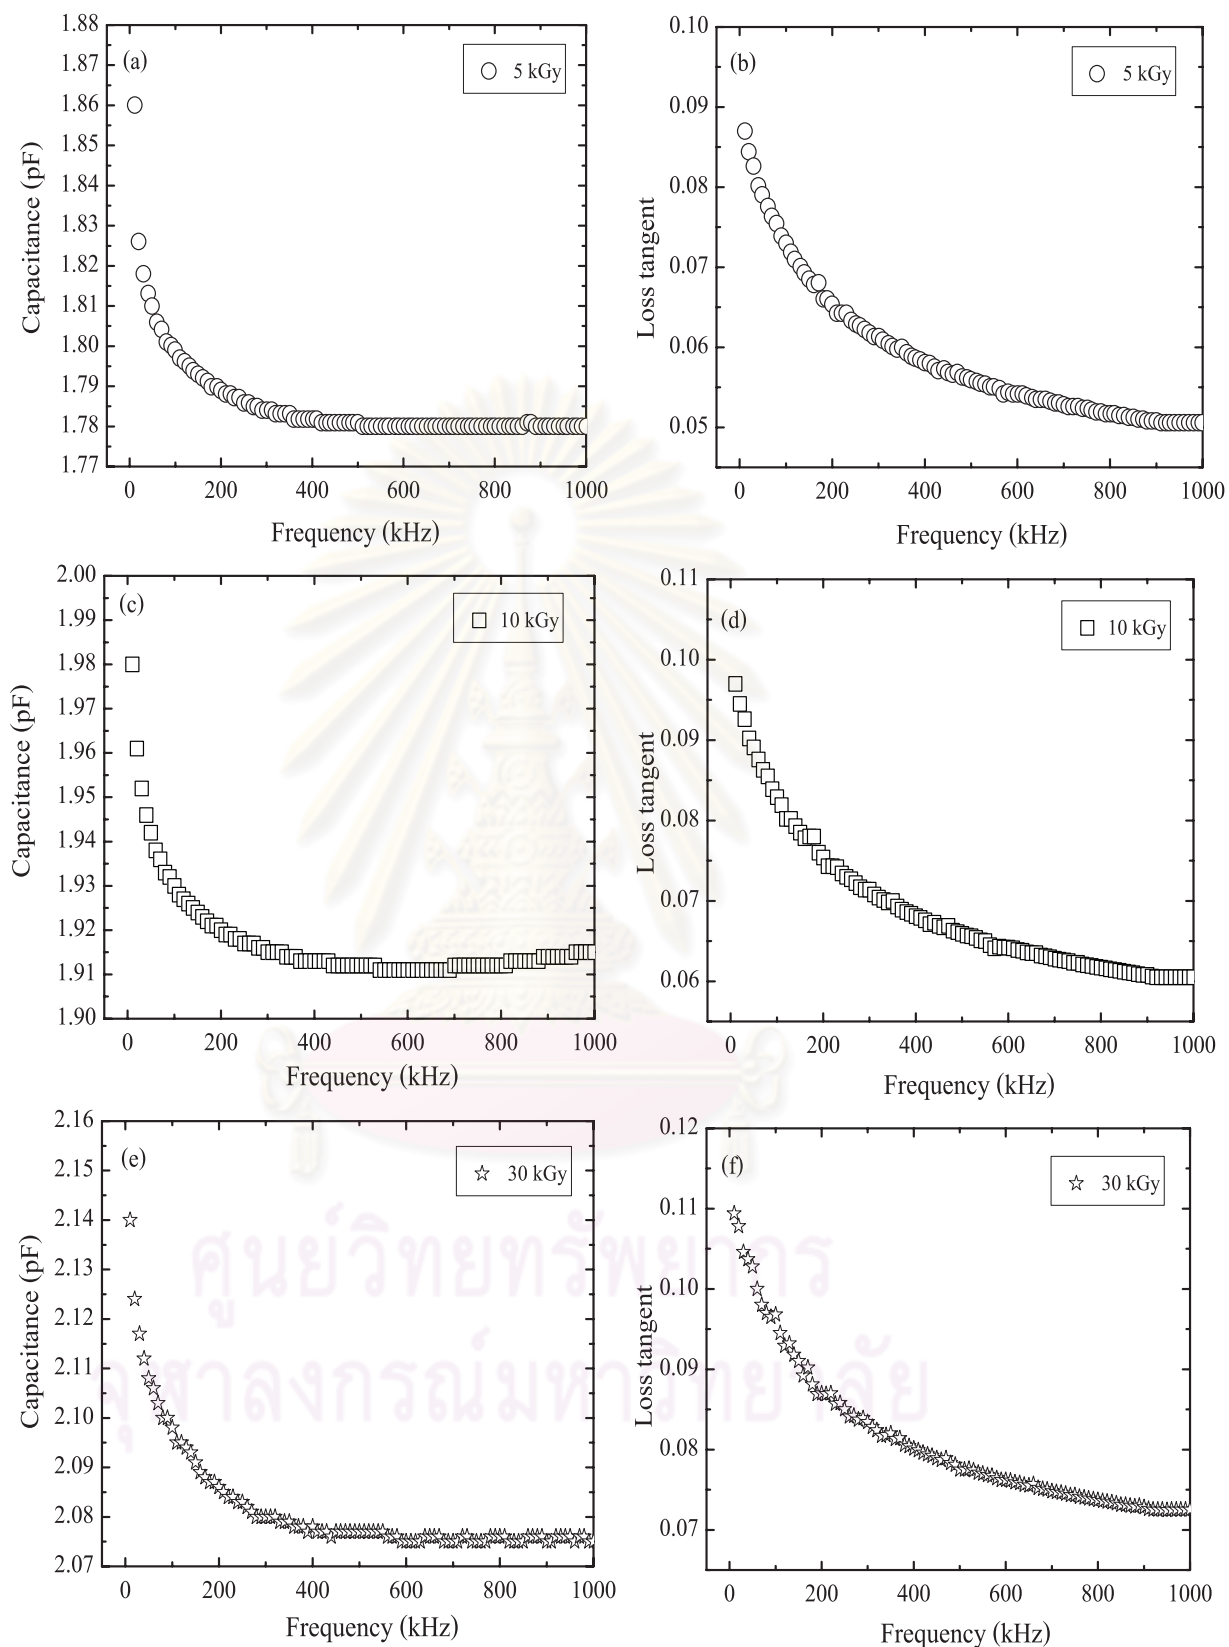 (a)
5 kGy
1.88
1.87
1.86
1.85
1.84
1.83
1.82
1.81
1.80
1.79
1.78
1.77
Capacitance (pF)
0 200 400 600 800 1000
Frequency (kHz)
(b)
5 kGy
0.10
0.09
0.08
0.07
0.06
0.05
Loss tangent
0 200 400 600 800 1000
Frequency (kHz)
(c)
10 kGy
2.00
1.99
1.98
1.97
1.96
1.95
1.94
1.93
1.92
1.91
1.90
Capacitance (pF)
0 200 400 600 800 1000
Frequency (kHz)
(d)
10 kGy
0.11
0.10
0.09
0.08
0.07
0.06
Loss tangent
0 200 400 600 800 1000
Frequency (kHz)
(e)
30 kGy
2.16
2.15
2.14
2.13
2.12
2.11
2.10
2.09
2.08
2.07
Capacitance (pF)
0 200 400 600 800 1000
Frequency (kHz)
(f)
30 kGy
0.12
0.11
0.10
0.09
0.08
0.07
Loss tangent
0 200 400 600 800 1000
Frequency (kHz)
ศูนย์วิทยทรัพยากร
จุฬาลงกรณ์มหาวิทยาลัย